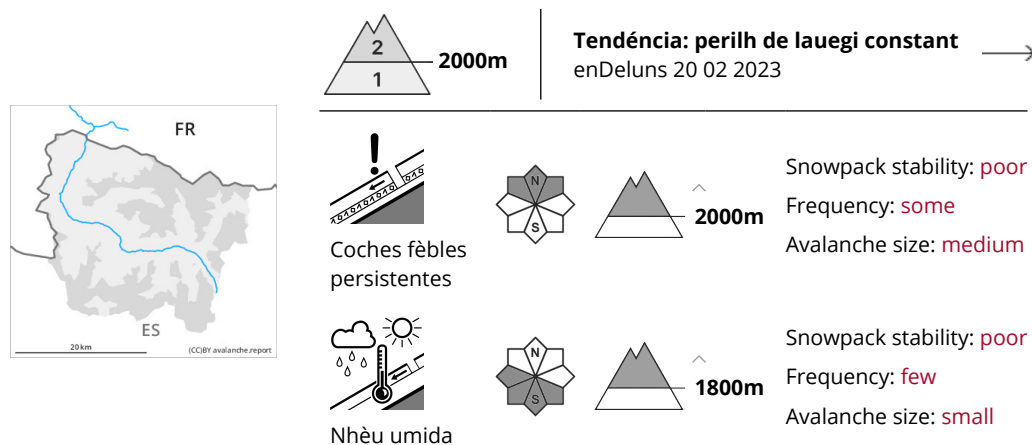 2
1
2000m
Tendéncia: perilh de lauegi constant
enDeluns 20 02 2023
FR
ES
20 km
(CC)BY avalanche.report
N
S
2000m
Coches fèbles
persistentes
Snowpack stability: poor
Frequency: some
Avalanche size: medium
N
S
1800m
Nhèu umida
Snowpack stability: poor
Frequency: few
Avalanche size: small